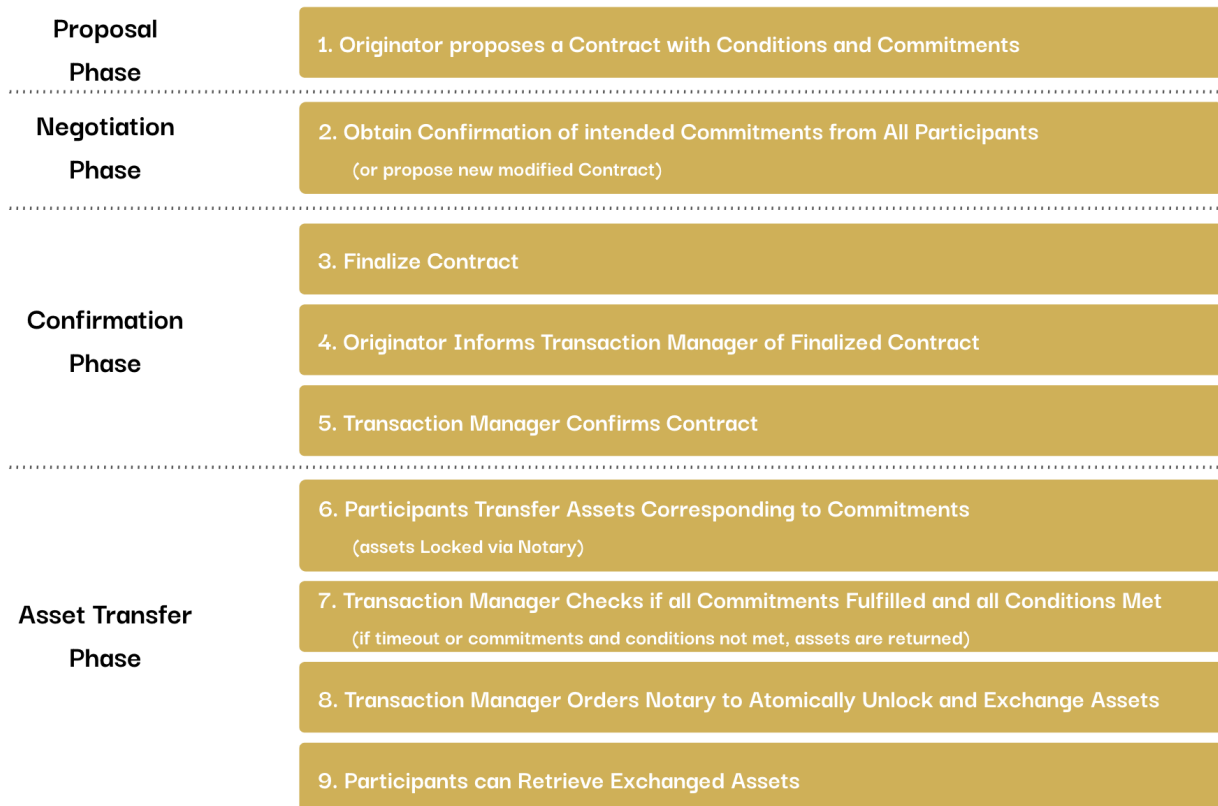 Proposal
Phase
1. Originator proposes a Contract with Conditions and Commitments
Negotiation
Phase
2. Obtain Confirmation of intended Commitments from All Participants
(or propose new modified Contract)
Confirmation
Phase
3. Finalize Contract
4. Originator Informs Transaction Manager of Finalized Contract
5. Transaction Manager Confirms Contract
Asset Transfer
Phase
6. Participants Transfer Assets Corresponding to Commitments
(assets Locked via Notary)
7. Transaction Manager Checks if all Commitments Fulfilled and all Conditions Met
(if timeout or commitments and conditions not met, assets are returned)
8. Transaction Manager Orders Notary to Atomically Unlock and Exchange Assets
9. Participants can Retrieve Exchanged Assets